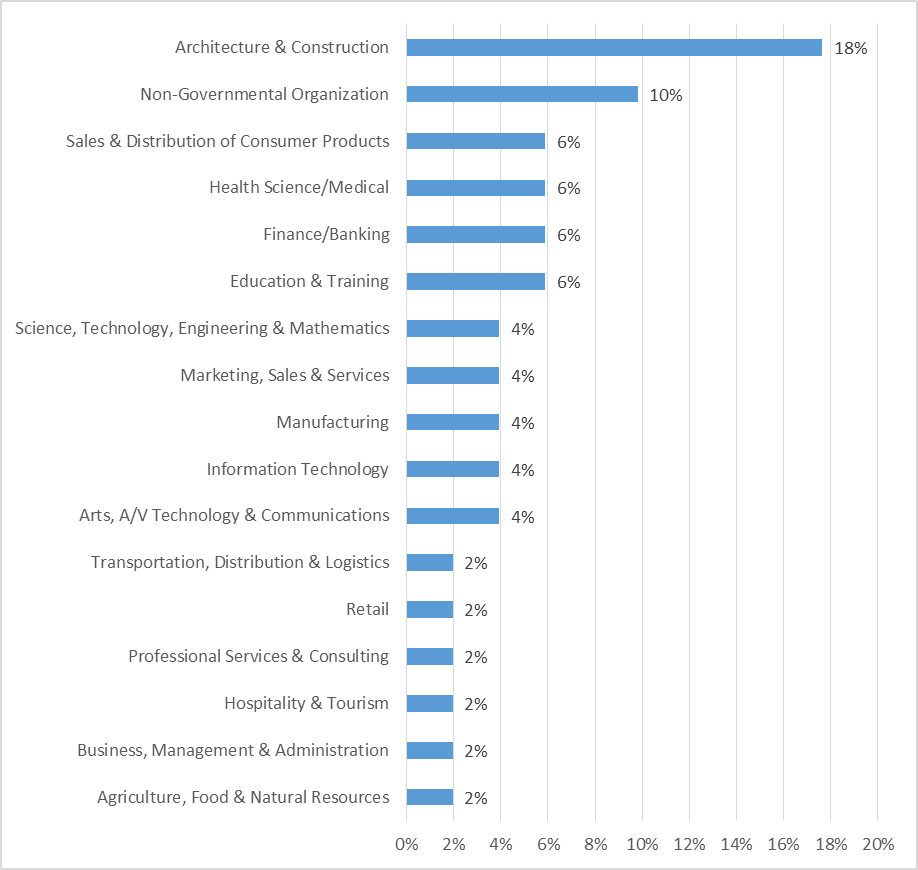 Architecture & Construction 18%
Non-Governmental Organization 10%
Sales & Distribution of Consumer Products 6%
Health Science/Medical 6%
Finance/Banking 6%
Education & Training 6%
Science, Technology, Engineering & Mathematics 4%
Marketing, Sales & Services 4%
Manufacturing 4%
Information Technology 4%
Arts, A/V Technology & Communications 4%
Transportation, Distribution & Logistics 2%
Retail 2%
Professional Services & Consulting 2%
Hospitality & Tourism 2%
Business, Management & Administration 2%
Agriculture, Food & Natural Resources 2%
0% 2% 4% 6% 8% 10% 12% 14% 16% 18% 20%